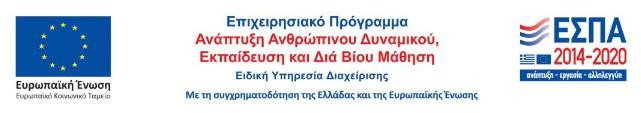 Ευρωπαϊκή Ένωση
Ευρωπαϊκό Κοινωνικό Ταμείο
Επιχειρησιακό Πρόγραμμα
Ανάπτυξη Ανθρώπινου Δυναμικού,
Εκπαίδευση και Διά Βίου Μάθηση
Ειδική Υπηρεσία Διαχείρισης
Με τη συγχρηματοδότηση της Ελλάδας και της Ευρωπαϊκής Ένωσης
ΕΣΠΑ
2014-2020
ανάπτυξη - εργασία - αλληλεγγύη